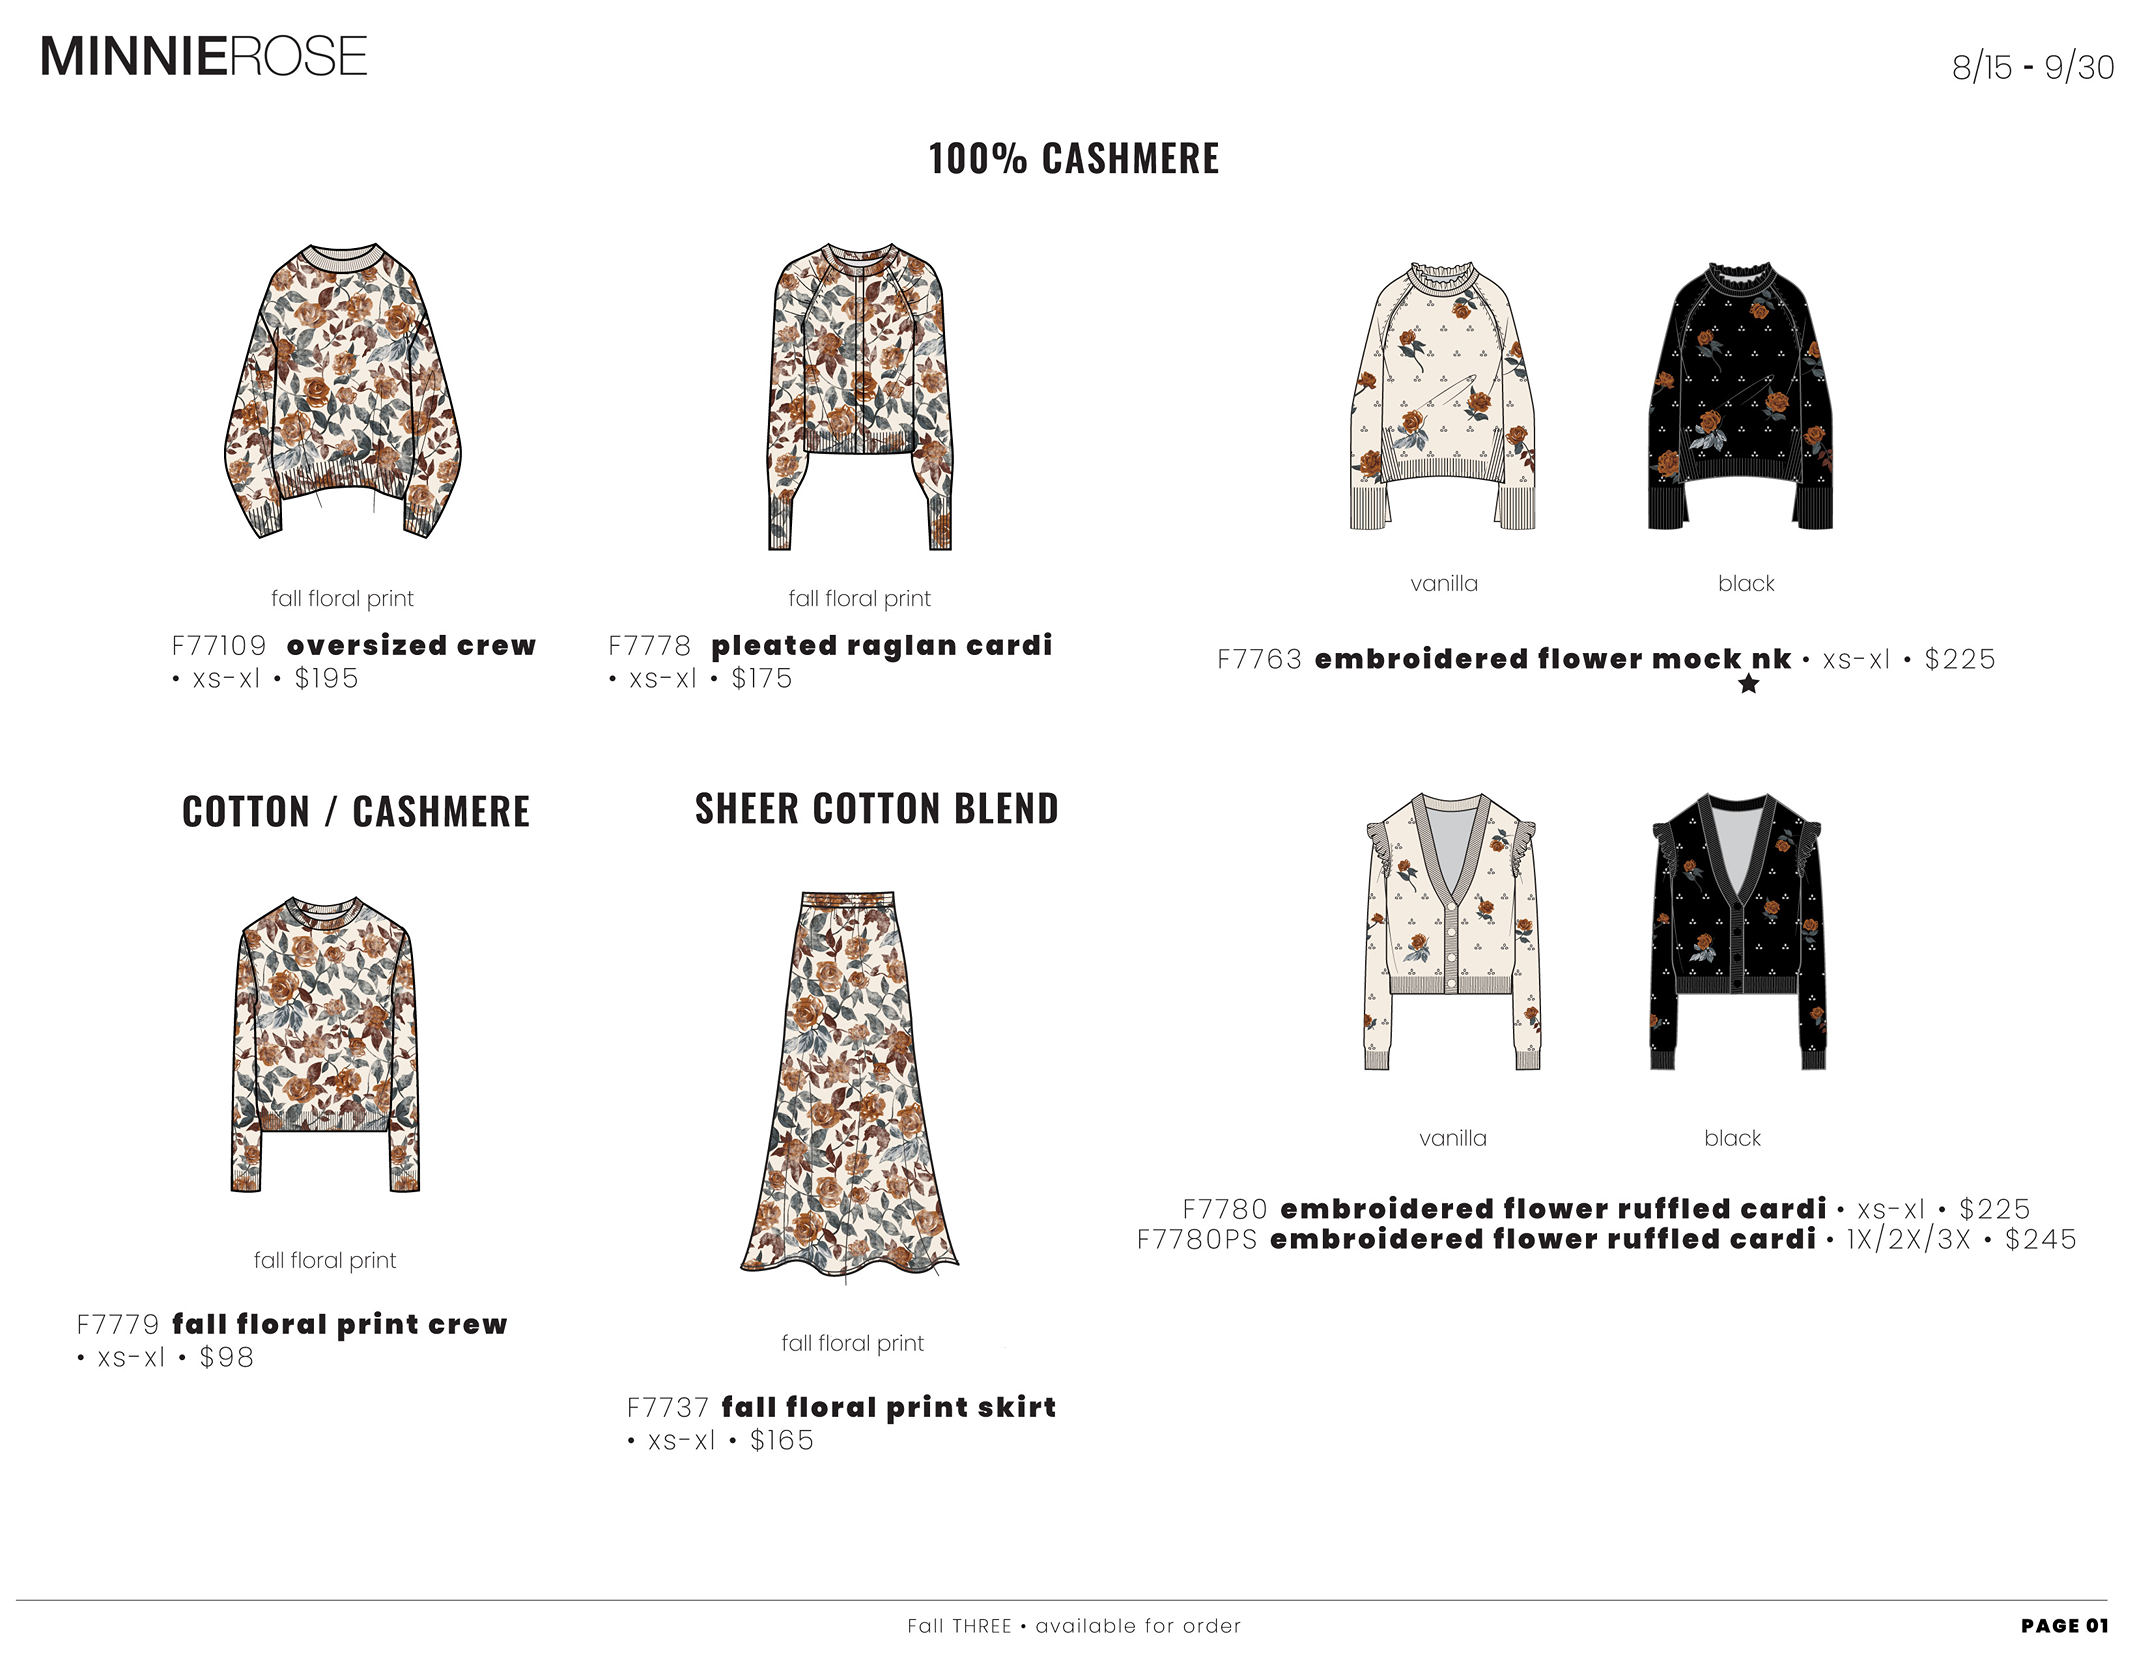 MINNIEROSE
8/15 - 9/30
100% CASHMERE
fall floral print
F77109 oversized crew
• xs-xl • $195
fall floral print
F7778 pleated raglan cardi
• xs-xl • $175
vanilla
black
F7763 embroidered flower mock nk • xs-xl • $225
★
COTTON / CASHMERE
fall floral print
F7779 fall floral print crew
• xs-xl • $98
SHEER COTTON BLEND
fall floral print
F7737 fall floral print skirt
• xs-xl • $165
vanilla
black
F7780 embroidered flower ruffled cardi • xs-xl • $225
F7780PS embroidered flower ruffled cardi • 1X/2X/3X • $245
Fall THREE • available for order
PAGE 01